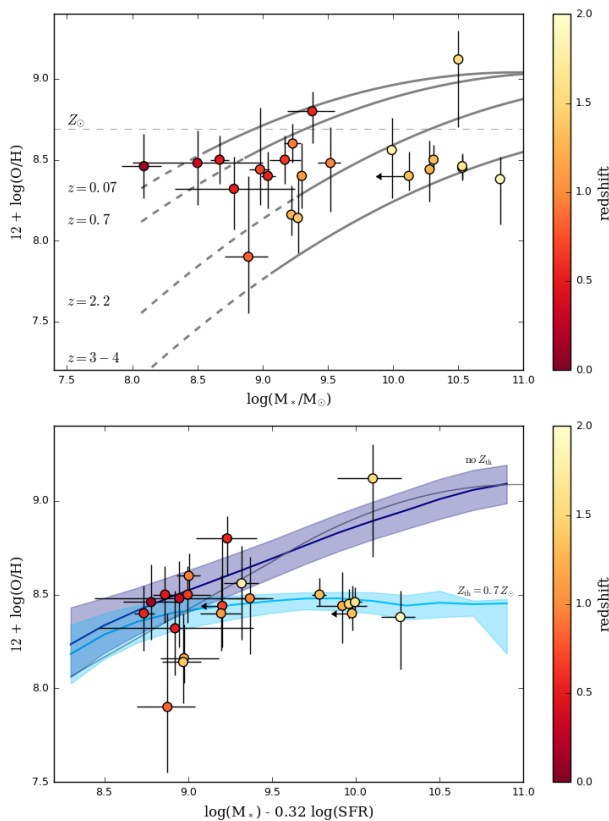 9.0
8.5
8.0
7.5
12 + log(O/H)
Z☉
z = 0.07
z = 0.7
z = 2.2
z = 3 − 4
7.5 8.0 8.5 9.0 9.5 10.0 10.5 11.0
log(M*/M☉)
2.0
1.5
1.0
0.5
0.0
redshift
9.0
8.5
8.0
7.5
12 + log(O/H)
no Z_th
Z_th = 0.7 Z☉
8.5 9.0 9.5 10.0 10.5 11.0
log(M*) - 0.32 log(SFR)
2.0
1.5
1.0
0.5
0.0
redshift